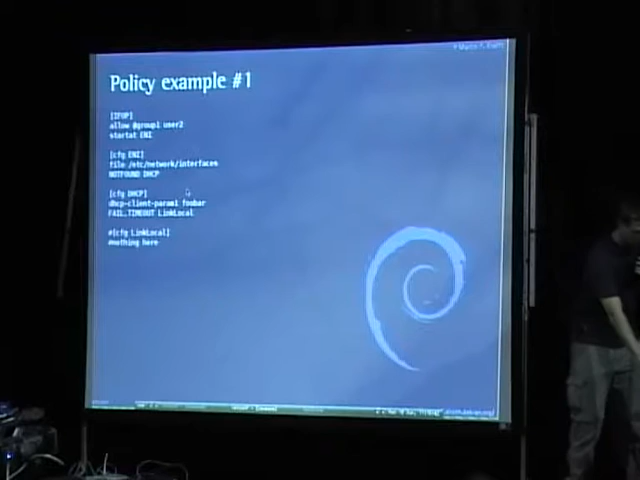 Policy example #1
[IFUP]
allow @group1 user2
startat ENI
[cfg ENI]
file /etc/network/interfaces
NOTFOUND DHCP
[cfg DHCP]
dhcp-client-param1 foobar
FAIL,TIMEOUT LinkLocal
#[cfg LinkLocal]
#nothing here